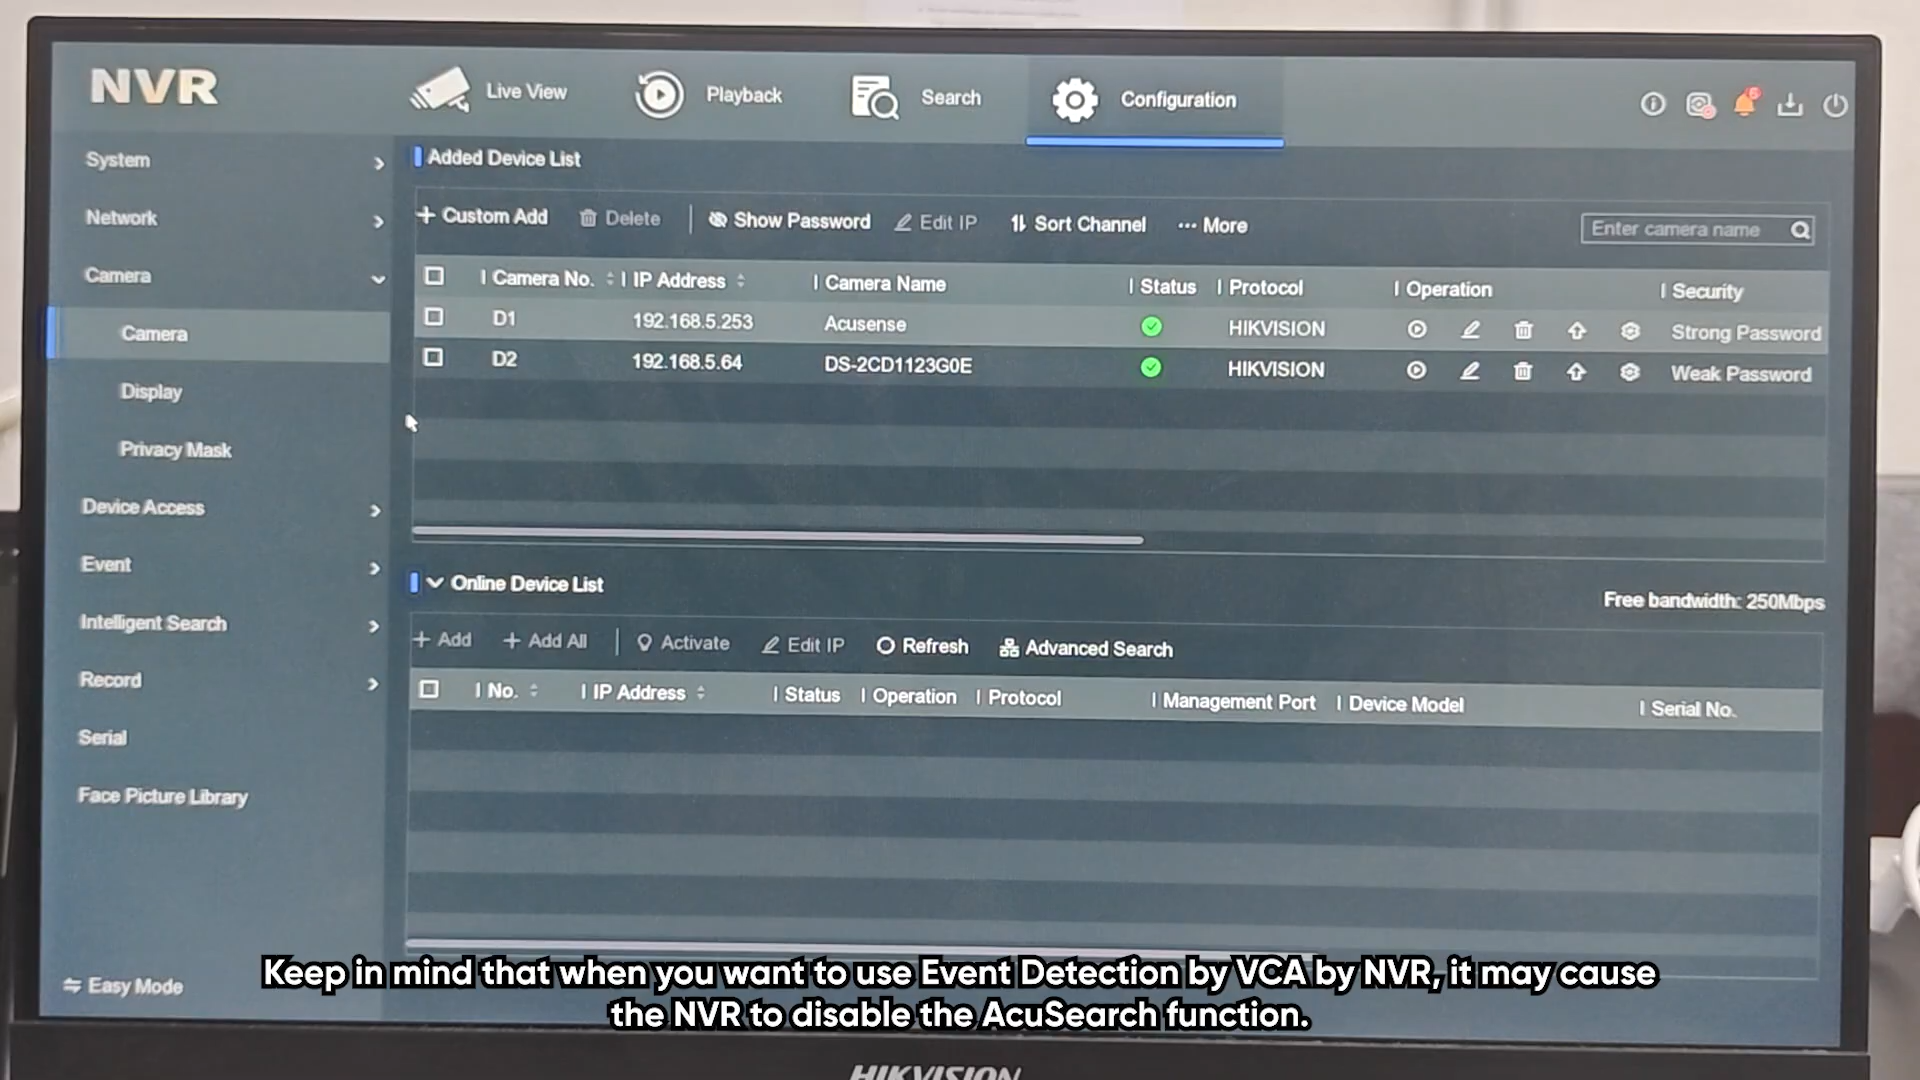 NVR
Live View
Playback
Search
Configuration
System
Network
Camera
Camera
Display
Privacy Mask
Device Access
Event
Intelligent Search
Record
Serial
Face Picture Library
Easy Mode
Added Device List
Custom Add Delete Show Password Edit IP Sort Channel ··· More Enter camera name
Camera No. IP Address Camera Name Status Protocol Operation Security
D1 192.168.5.253 Acusense HIKVISION Strong Password
D2 192.168.5.64 DS-2CD1123G0E HIKVISION Weak Password
Online Device List Free bandwidth: 250Mbps
+ Add + Add All Activate Edit IP Refresh Advanced Search
No. IP Address Status Operation Protocol Management Port Device Model Serial No.
Keep in mind that when you want to use Event Detection by VCA by NVR, it may cause
the NVR to disable the AcuSearch function.
HIKVISION